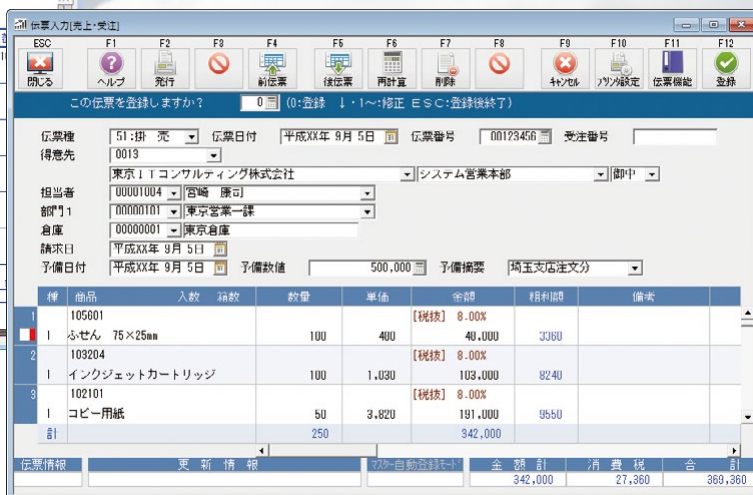 伝票入力[売上・受注]
ESC F1 F2 F3 F4 F5 F6 F7 F8 F9 F10 F11 F12
閉じる ヘルプ 発行 前伝票 後伝票 再計算 削除 ｷｬﾝｾﾙ ﾌﾟﾘﾝﾀ設定 伝票機能 登録
この伝票を登録しますか？ 0 (0:登録 ↓・1～:修正 ESC:登録後終了)
伝票種 51:掛 売 伝票日付 平成XX年 9月 5日 伝票番号 00123456 受注番号
得意先 0013
東京ITコンサルティング株式会社 システム営業本部 御中
担当者 00001004 宮崎 康司
部門1 00000101 東京営業一課
倉庫 00000001 東京倉庫
請求日 平成XX年 9月 5日
予備日付 平成XX年 9月 5日 予備数値 500,000 予備摘要 埼玉支店注文分
種 商品 入数 箱数 数量 単価 金額 粗利額 備考
1 105601 [税抜] 8.00%
1 ふせん 75×25mm 100 480 48,000 3360
2 103204 [税抜] 8.00%
1 インクジェットカートリッジ 100 1,030 103,000 8240
3 102101 [税抜] 8.00%
1 コピー用紙 50 3,820 191,000 9550
計 250 342,000
伝票情報 更新情報 ﾏｽﾀｰ自動登録ﾓｰﾄﾞ 金額計 消費税 合計
342,000 27,360 369,360